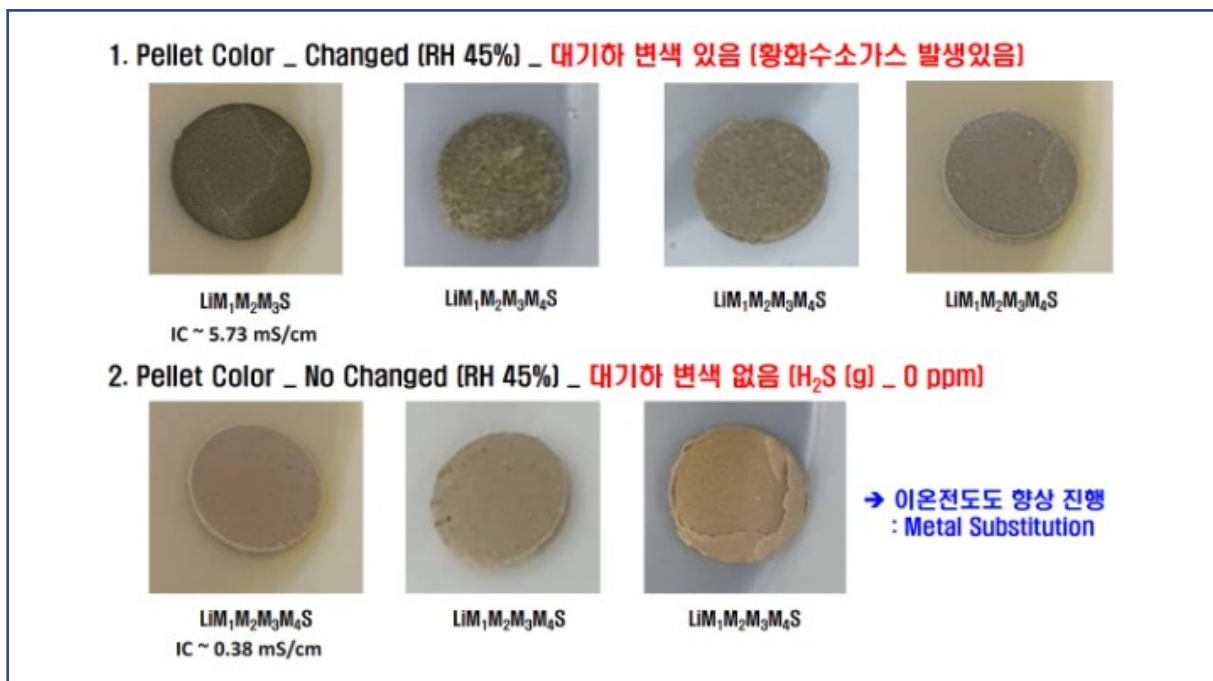 1. Pellet Color _ Changed (RH 45%) _ 대기하 변색 있음 (황화수소가스 발생있음)
LiM₁M₂M₃S
LiM₁M₂M₃M₄S
LiM₁M₂M₃M₄S
LiM₁M₂M₃M₄S
IC ~ 5.73 mS/cm
2. Pellet Color _ No Changed (RH 45%) _ 대기하 변색 없음 (H₂S (g) _ 0 ppm)
➔ 이온전도도 향상 진행
: Metal Substitution
LiM₁M₂M₃M₄S
LiM₁M₂M₃M₄S
LiM₁M₂M₃M₄S
IC ~ 0.38 mS/cm